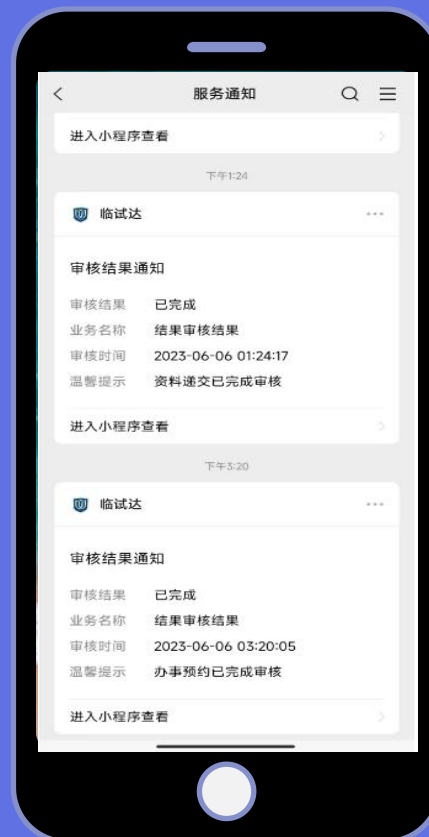 服务通知
进入小程序查看
下午1:24
临试达
审核结果通知
审核结果 已完成
业务名称 结果审核结果
审核时间 2023-06-06 01:24:17
温馨提示 资料递交已完成审核
进入小程序查看
下午3:20
临试达
审核结果通知
审核结果 已完成
业务名称 结果审核结果
审核时间 2023-06-06 03:20:05
温馨提示 办事预约已完成审核
进入小程序查看